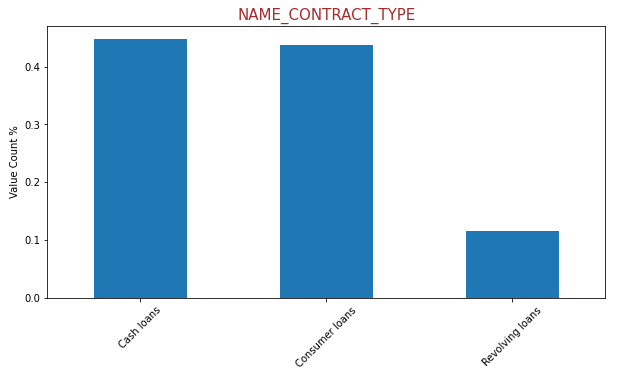 NAME_CONTRACT_TYPE
Value Count %
0.4
0.3
0.2
0.1
0.0
Cash loans
Consumer loans
Revolving loans